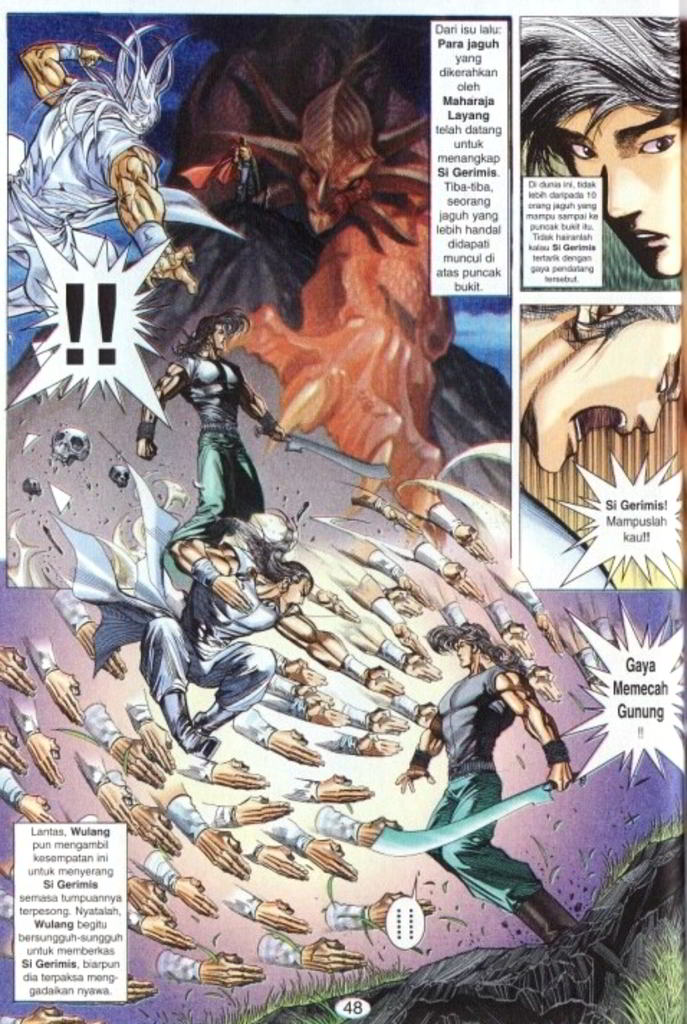 Dari isu lalu:
Para jaguh
yang
dikerahkan
oleh
Maharaja
Layang
telah datang
untuk
menangkap
Si Gerimis.
Tiba-tiba,
seorang
jaguh yang
lebih handal
didapati
muncul di
atas puncak
bukit.
Di dunia ini, tidak
lebih daripada 10
orang jaguh yang
mampu sampai ke
puncak bukit itu.
Tidak hairanlah
kalau Si Gerimis
tertarik dengan
gaya pendatang
tersebut.
!!
Si Gerimis!
Mampuslah
kau!!
Gaya
Memecah
Gunung
!!
Lantas, Wulang
pun mengambil
kesempatan ini
untuk menyerang
Si Gerimis
semasa tumpuannya
terpesong. Nyatalah,
Wulang begitu
bersungguh-sungguh
untuk memberkas
Si Gerimis, biarpun
dia terpaksa meng-
gadaikan nyawa.
48